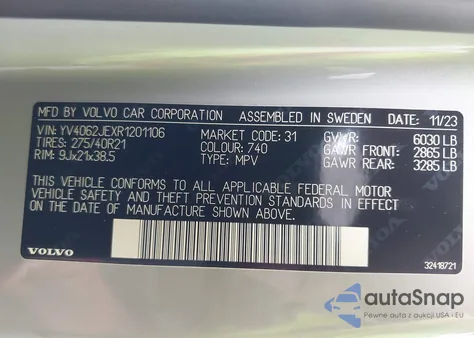 MFD. BY VOLVO CAR CORPORATION ASSEMBLED IN SWEDEN DATE: 11/23
VIN: YV4062JEXR1201106 MARKET: 31 GVWR: 6030 LB
TIRES: 275/40R21 COLOUR: 740 GAWR FRONT: 2865 LB
RIM: 9Jx21x38.5 TYPE: MPV GAWR REAR: 3285 LB
THIS VEHICLE CONFORMS TO ALL APPLICABLE FEDERAL MOTOR
VEHICLE SAFETY AND THEFT PREVENTION STANDARDS IN EFFECT
ON THE DATE OF MANUFACTURE SHOWN ABOVE.
VOLVO
32418721
autoSnap
Pewne auta z ubezpieczeń USA i EU